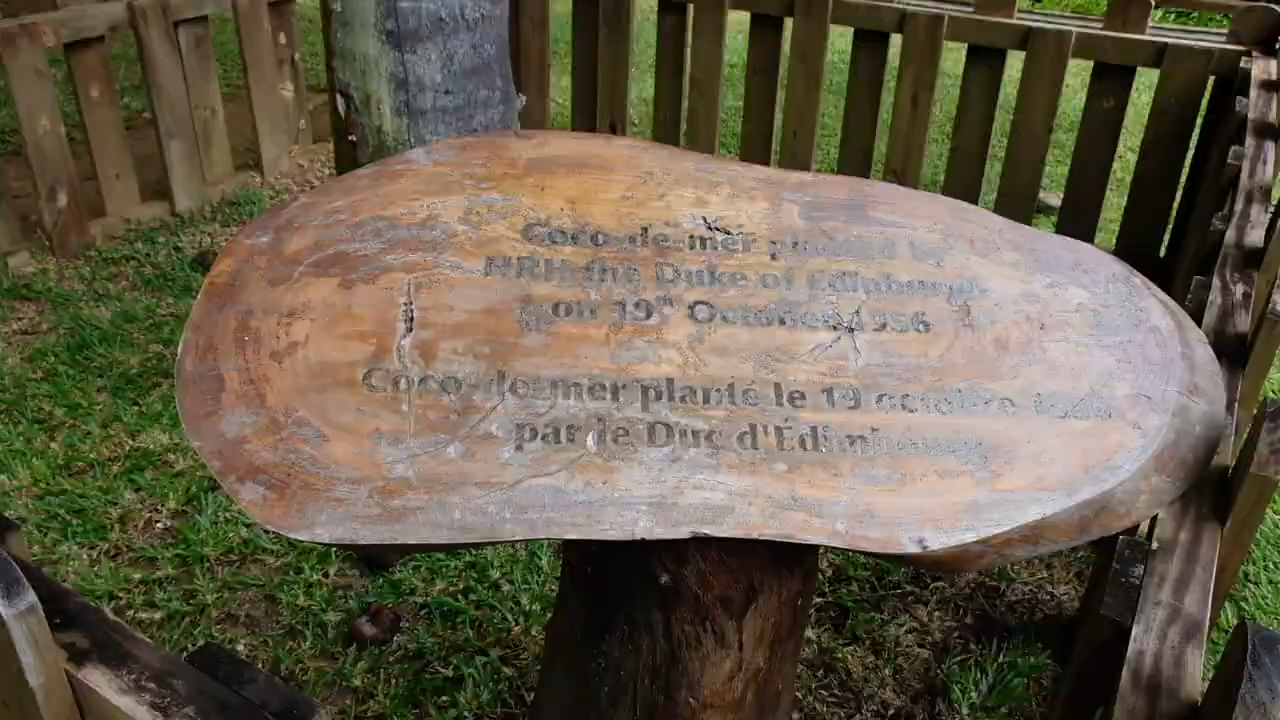 Coco-de-mer planted by
HRH the Duke of Edinburgh
on 19th October 1956
Coco-de-mer planté le 19 octobre 1956
par le Duc d'Édimbourg